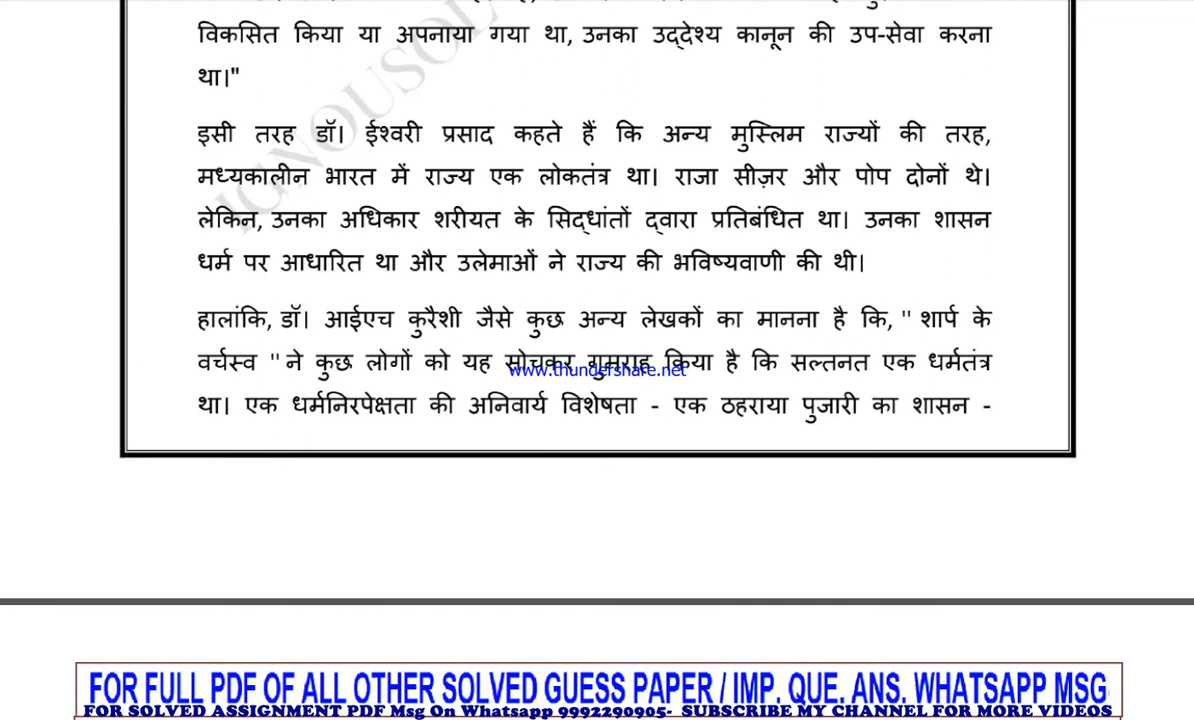 विकसित किया या अपनाया गया था, उनका उद्देश्य कानून की उप-सेवा करना
था।"
इसी तरह डॉ। ईश्वरी प्रसाद कहते हैं कि अन्य मुस्लिम राज्यों की तरह,
मध्यकालीन भारत में राज्य एक लोकतंत्र था। राजा सीज़र और पोप दोनों थे।
लेकिन, उनका अधिकार शरीयत के सिद्धांतों द्वारा प्रतिबंधित था। उनका शासन
धर्म पर आधारित था और उलेमाओं ने राज्य की भविष्यवाणी की थी।
हालांकि, डॉ। आईएच कुरैशी जैसे कुछ अन्य लेखकों का मानना है कि, " शार्प के
वर्चस्व " ने कुछ लोगों को यह सोचकर गुमराह किया है कि सल्तनत एक धर्मतंत्र
www.thundershare.net
था। एक धर्मनिरपेक्षता की अनिवार्य विशेषता - एक ठहराया पुजारी का शासन -
IGNOUSOL
FOR FULL PDF OF ALL OTHER SOLVED GUESS PAPER / IMP. QUE. ANS. WHATSAPP MSG
FOR SOLVED ASSIGNMENT PDF Msg On Whatsapp 9992290905- SUBSCRIBE MY CHANNEL FOR MORE VIDEOS